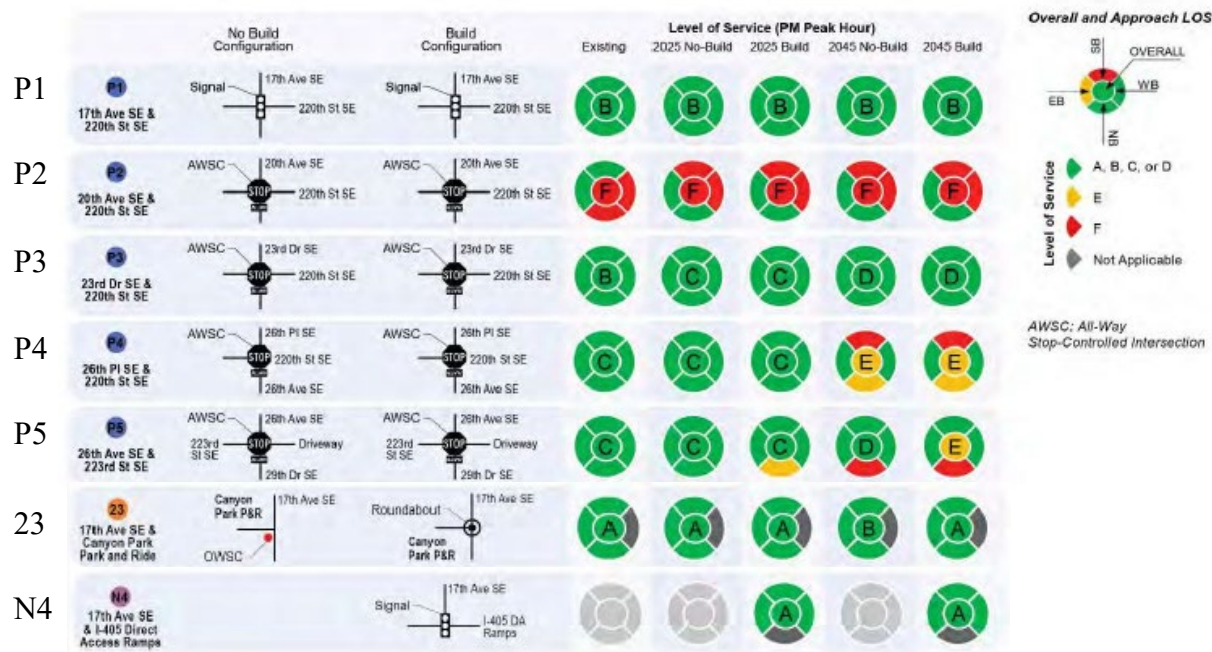 No Build Configuration
Build Configuration
Level of Service (PM Peak Hour)
Existing
2025 No-Build
2025 Build
2045 No-Build
2045 Build
P1
P1
17th Ave SE &
220th St SE
Signal
17th Ave SE
220th St SE
Signal
17th Ave SE
220th St SE
B
B
B
B
B
P2
P2
20th Ave SE &
220th St SE
AWSC
20th Ave SE
STOP
220th St SE
AWSC
20th Ave SE
STOP
220th St SE
F
F
F
F
F
P3
P3
23rd Dr SE &
220th St SE
AWSC
23rd Dr SE
STOP
220th St SE
AWSC
23rd Dr SE
STOP
220th St SE
B
C
C
D
D
P4
P4
26th Pl SE &
220th St SE
AWSC
26th Pl SE
STOP
220th St SE
26th Ave SE
AWSC
26th Pl SE
STOP
220th St SE
26th Ave SE
C
C
C
E
E
P5
P5
26th Ave SE &
223rd St SE
AWSC
26th Ave SE
223rd
St SE
STOP
Driveway
29th Dr SE
AWSC
26th Ave SE
223rd
St SE
STOP
Driveway
29th Dr SE
C
C
C
D
E
23
23
17th Ave SE &
Canyon Park
Park and Ride
Canyon
Park P&R
17th Ave SE
OWSC
17th Ave SE
Roundabout
Canyon
Park P&R
A
A
A
B
A
N4
N4
17th Ave SE
& I-405 Direct
Access Ramps
17th Ave SE
Signal
I-405 DA
Ramps
A
A
Overall and Approach LOS
SB
OVERALL
EB
WB
NB
Level of Service
A, B, C, or D
E
F
Not Applicable
AWSC: All-Way
Stop-Controlled Intersection